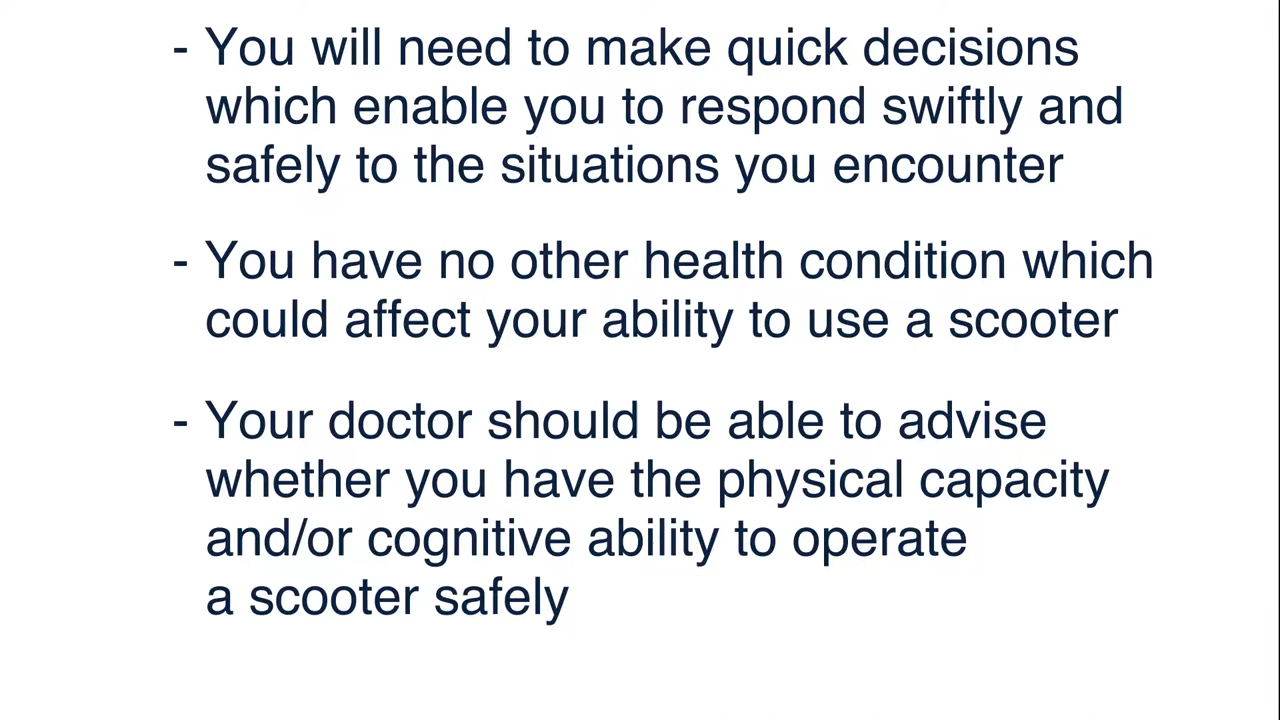 - You will need to make quick decisions
which enable you to respond swiftly and
safely to the situations you encounter
- You have no other health condition which
could affect your ability to use a scooter
- Your doctor should be able to advise
whether you have the physical capacity
and/or cognitive ability to operate
a scooter safely